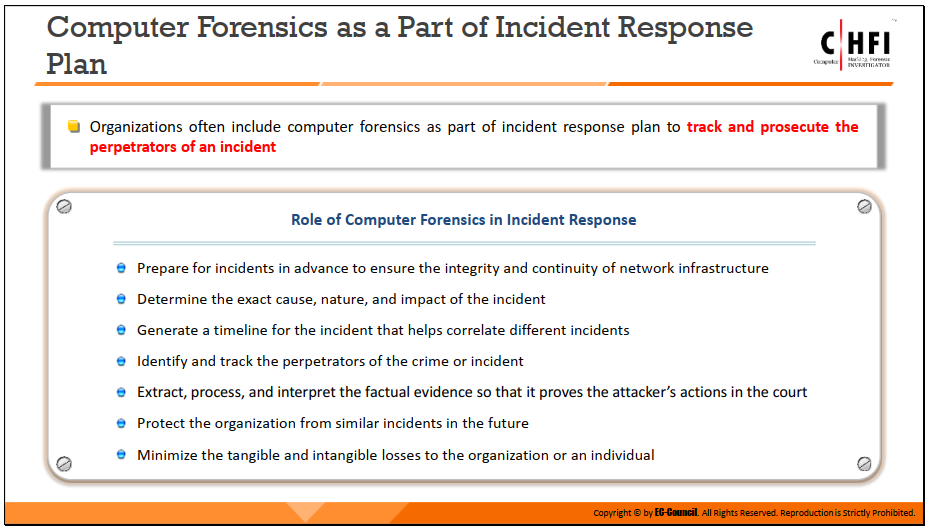 Computer Forensics as a Part of Incident Response
Plan
C HFI
Computer Hacking Forensic
INVESTIGATOR
Organizations often include computer forensics as part of incident response plan to track and prosecute the
perpetrators of an incident
Role of Computer Forensics in Incident Response
Prepare for incidents in advance to ensure the integrity and continuity of network infrastructure
Determine the exact cause, nature, and impact of the incident
Generate a timeline for the incident that helps correlate different incidents
Identify and track the perpetrators of the crime or incident
Extract, process, and interpret the factual evidence so that it proves the attacker's actions in the court
Protect the organization from similar incidents in the future
Minimize the tangible and intangible losses to the organization or an individual
Copyright © by EC-Council. All Rights Reserved. Reproduction is Strictly Prohibited.